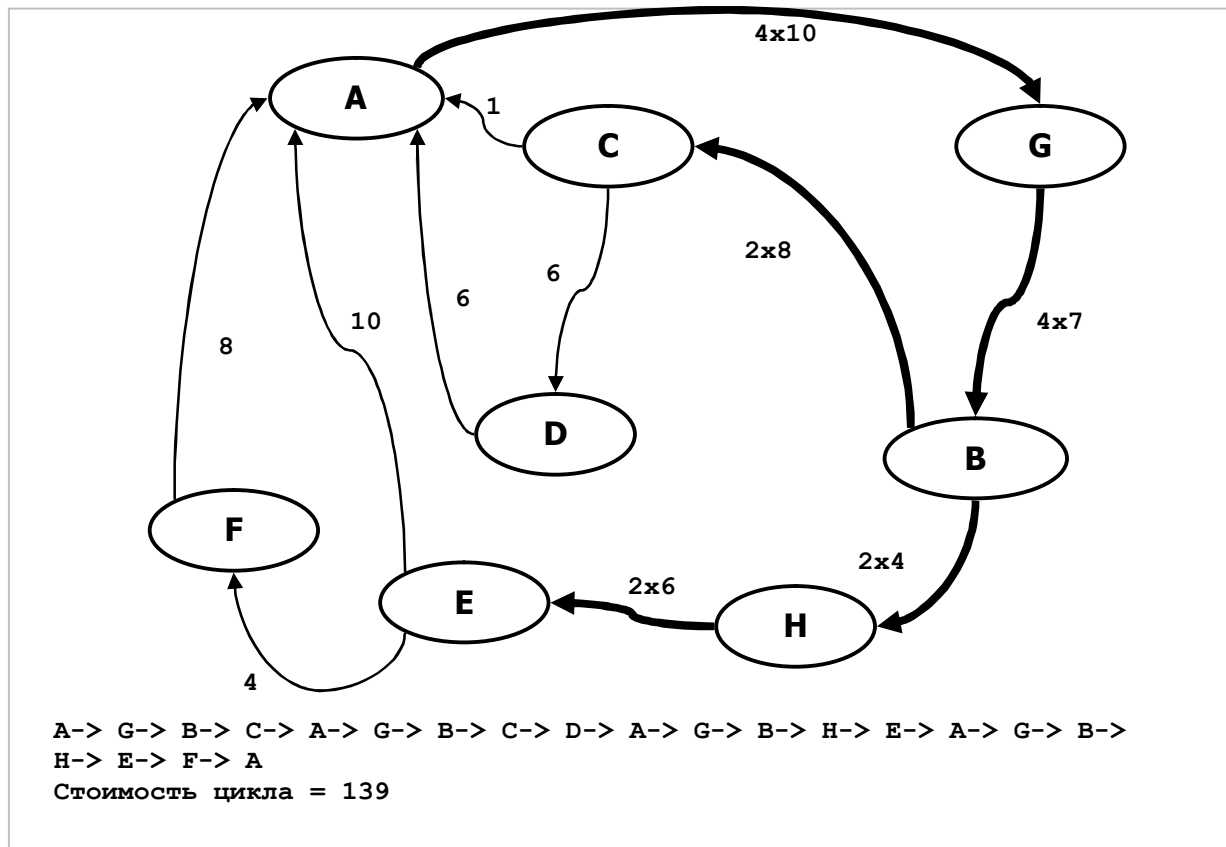 4x10
A
1
C
G
2x8
6
6
4x7
10
8
D
B
F
2x4
E
2x6
H
4
A-> G-> B-> C-> A-> G-> B-> C-> D-> A-> G-> B-> H-> E-> A-> G-> B->
H-> E-> F-> A
Стоимость цикла = 139